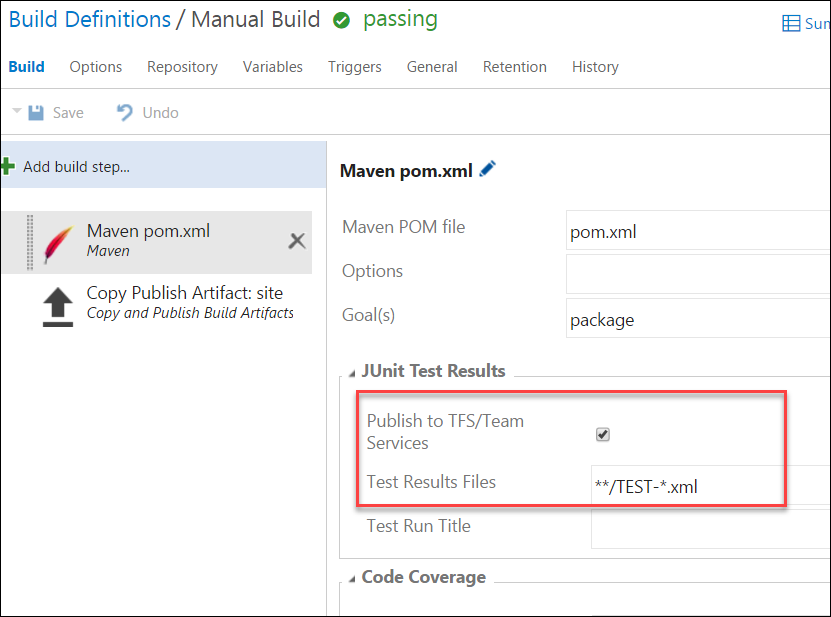 Build Definitions / Manual Build passing
Sum
Build Options Repository Variables Triggers General Retention History
Save Undo
Add build step...
Maven pom.xml
Maven
Copy Publish Artifact: site
Copy and Publish Build Artifacts
Maven pom.xml
Maven POM file pom.xml
Options
Goal(s) package
JUnit Test Results
Publish to TFS/Team
Services
Test Results Files **/TEST-*.xml
Test Run Title
Code Coverage